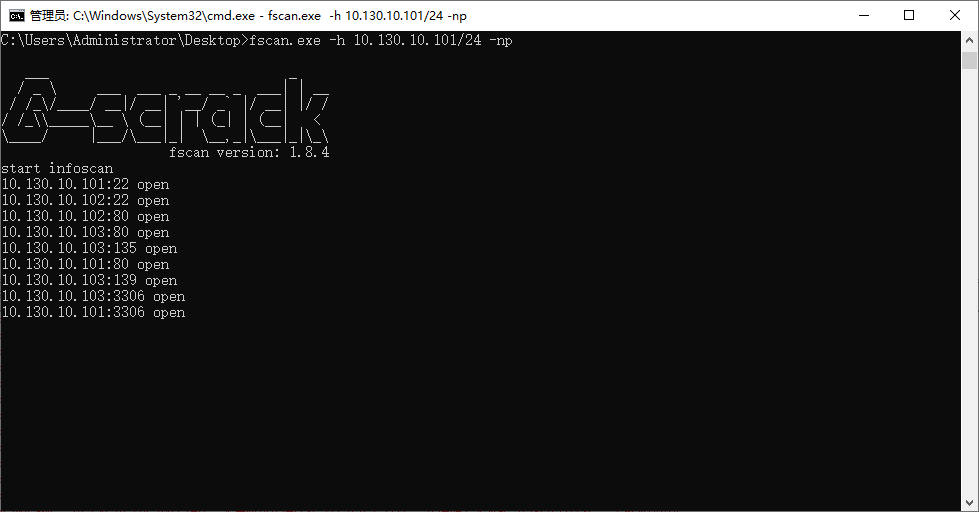 管理员: C:\Windows\System32\cmd.exe - fscan.exe  -h 10.130.10.101/24 -np
C:\Users\Administrator\Desktop>fscan.exe -h 10.130.10.101/24 -np
fscan version: 1.8.4
start infoscan
10.130.10.101:22 open
10.130.10.102:22 open
10.130.10.102:80 open
10.130.10.103:80 open
10.130.10.103:135 open
10.130.10.101:80 open
10.130.10.103:139 open
10.130.10.103:3306 open
10.130.10.101:3306 open